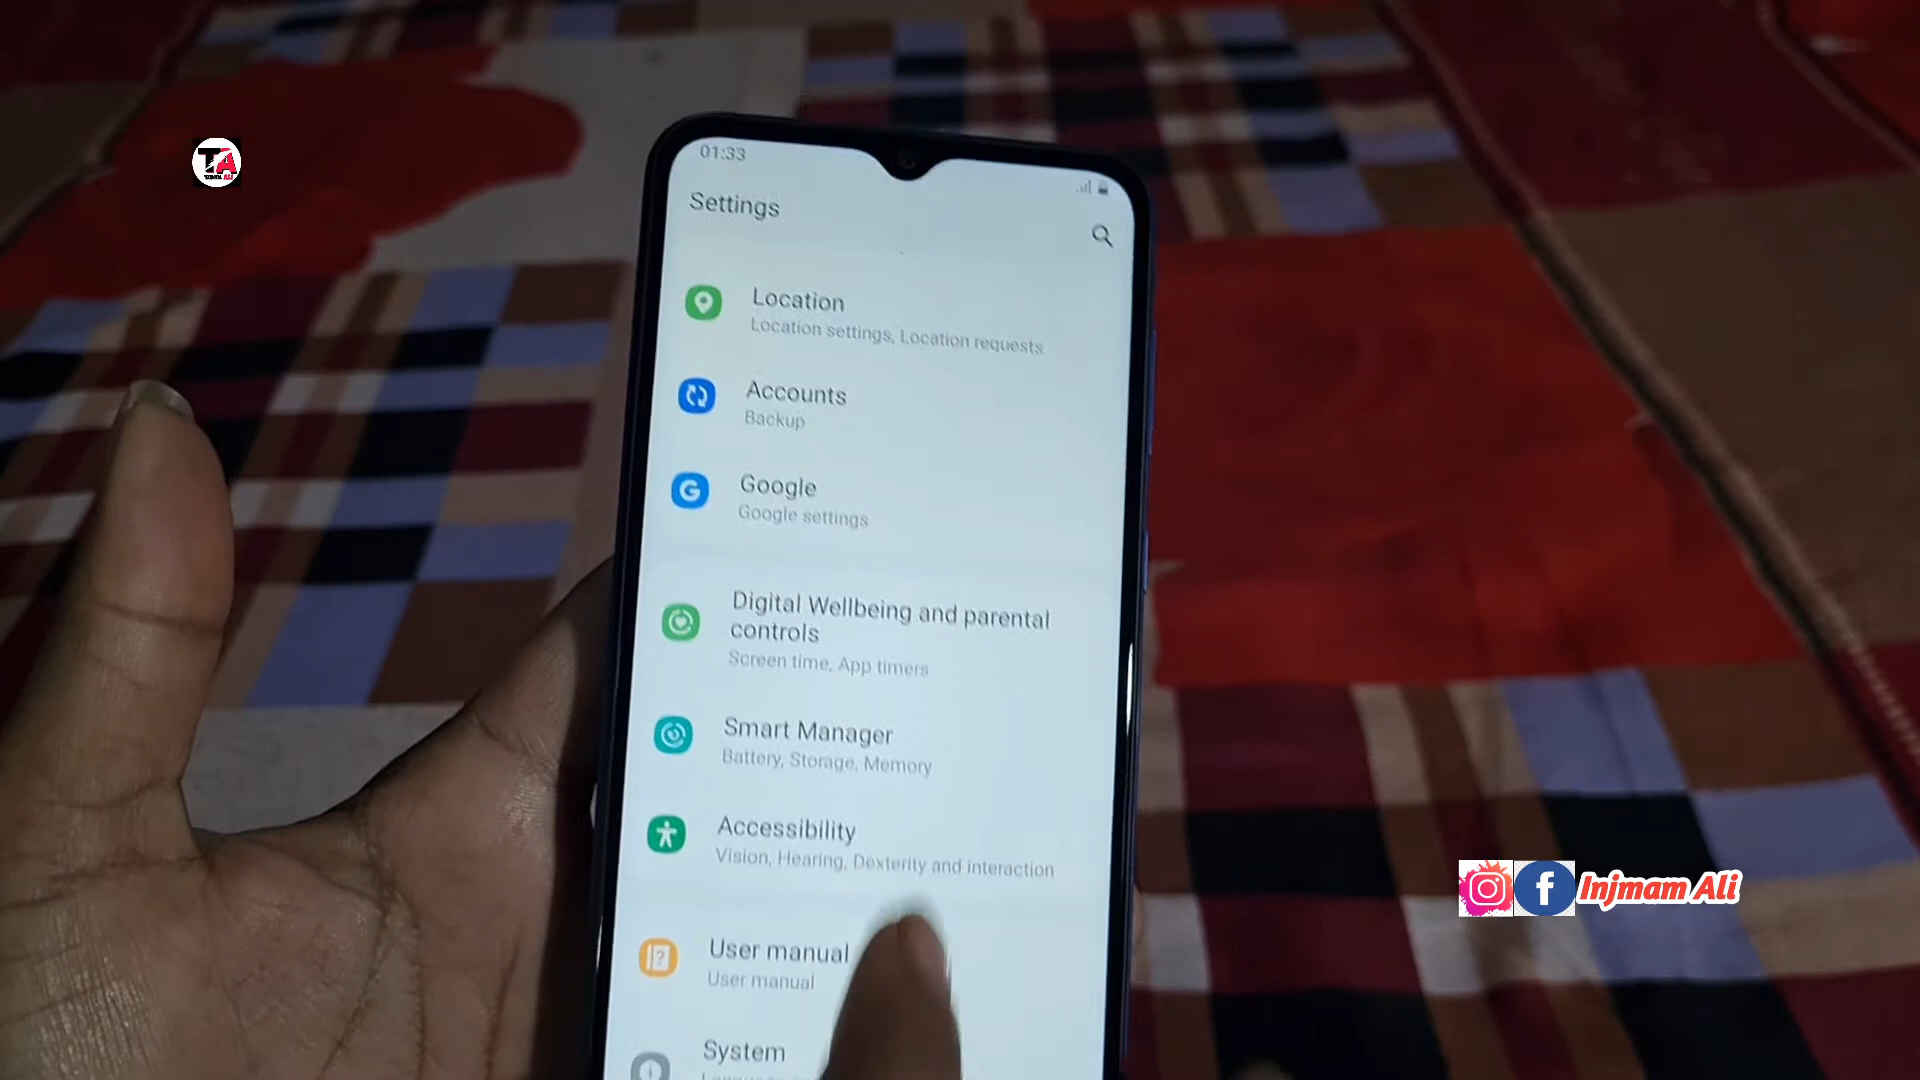 TA
01:33
Settings
Location
Location settings, Location requests
Accounts
Backup
G
Google
Google settings
Digital Wellbeing and parental
controls
Screen time, App timers
Smart Manager
Battery, Storage, Memory
Accessibility
Vision, Hearing, Dexterity and interaction
f Injmam Ali
?
User manual
User manual
System